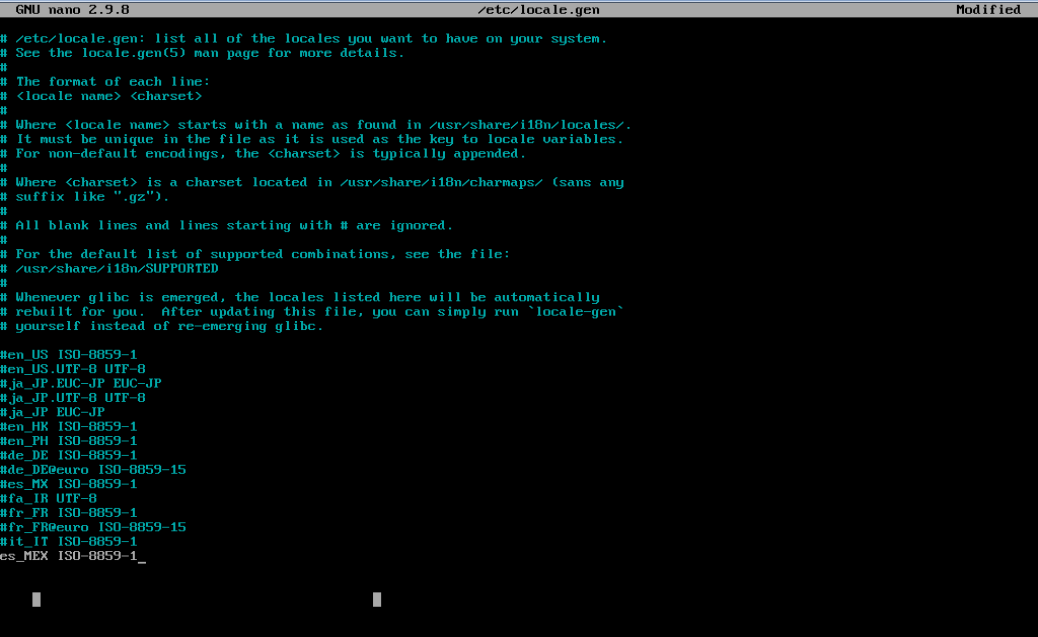 GNU nano 2.9.8 /etc/locale.gen Modified
# /etc/locale.gen: list all of the locales you want to have on your system.
# See the locale.gen(5) man page for more details.
#
# The format of each line:
# <locale name> <charset>
#
# Where <locale name> starts with a name as found in /usr/share/i18n/locales/.
# It must be unique in the file as it is used as the key to locale variables.
# For non-default encodings, the <charset> is typically appended.
#
# Where <charset> is a charset located in /usr/share/i18n/charmaps/ (sans any
# suffix like ".gz").
#
# All blank lines and lines starting with # are ignored.
#
# For the default list of supported combinations, see the file:
# /usr/share/i18n/SUPPORTED
#
# Whenever glibc is emerged, the locales listed here will be automatically
# rebuilt for you.  After updating this file, you can simply run `locale-gen`
# yourself instead of re-emerging glibc.
#en_US ISO-8859-1
#en_US.UTF-8 UTF-8
#ja_JP.EUC-JP EUC-JP
#ja_JP.UTF-8 UTF-8
#ja_JP EUC-JP
#en_HK ISO-8859-1
#en_PH ISO-8859-1
#de_DE ISO-8859-1
#de_DE@euro ISO-8859-15
#es_MX ISO-8859-1
#fa_IR UTF-8
#fr_FR ISO-8859-1
#fr_FR@euro ISO-8859-15
#it_IT ISO-8859-1
es_MEX ISO-8859-1